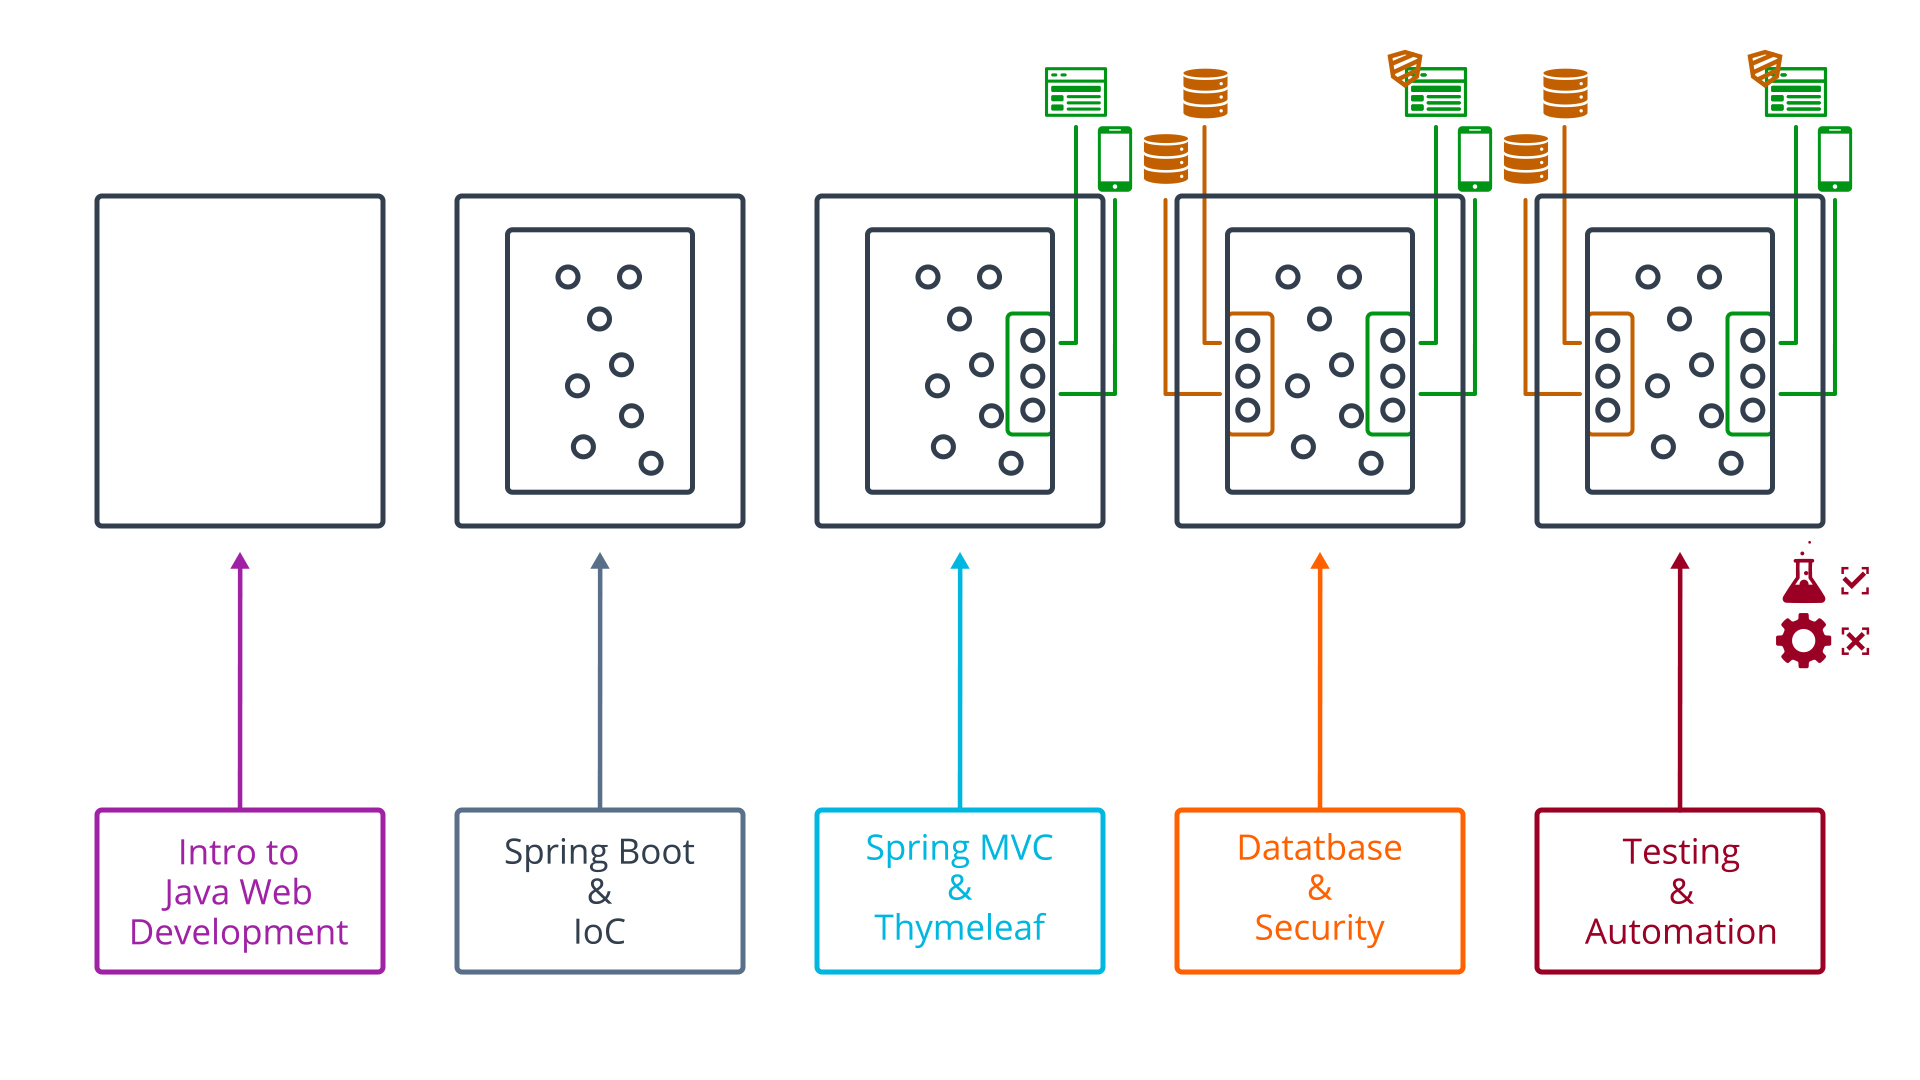 Intro to
Java Web
Development
Spring Boot
&
IoC
Spring MVC
&
Thymeleaf
Datatbase
&
Security
Testing
&
Automation